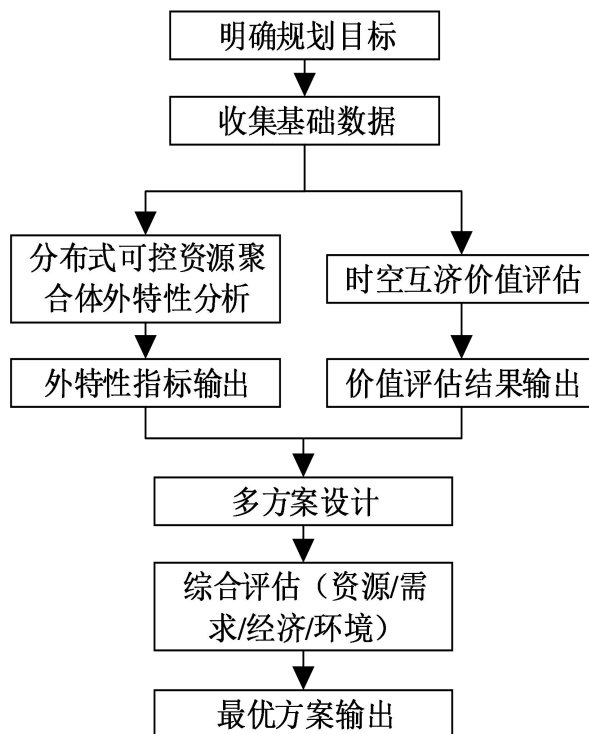 明确规划目标
收集基础数据
分布式可控资源聚
合体外特性分析
时空互济价值评估
外特性指标输出
价值评估结果输出
多方案设计
综合评估（资源/需
求/经济/环境）
最优方案输出